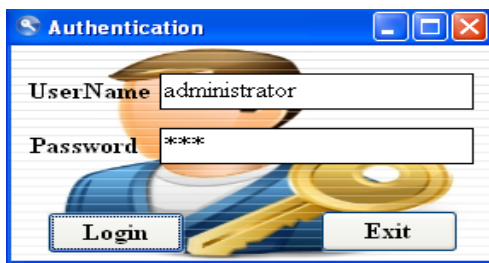 Authentication
UserName administrator
Password ***
Login Exit